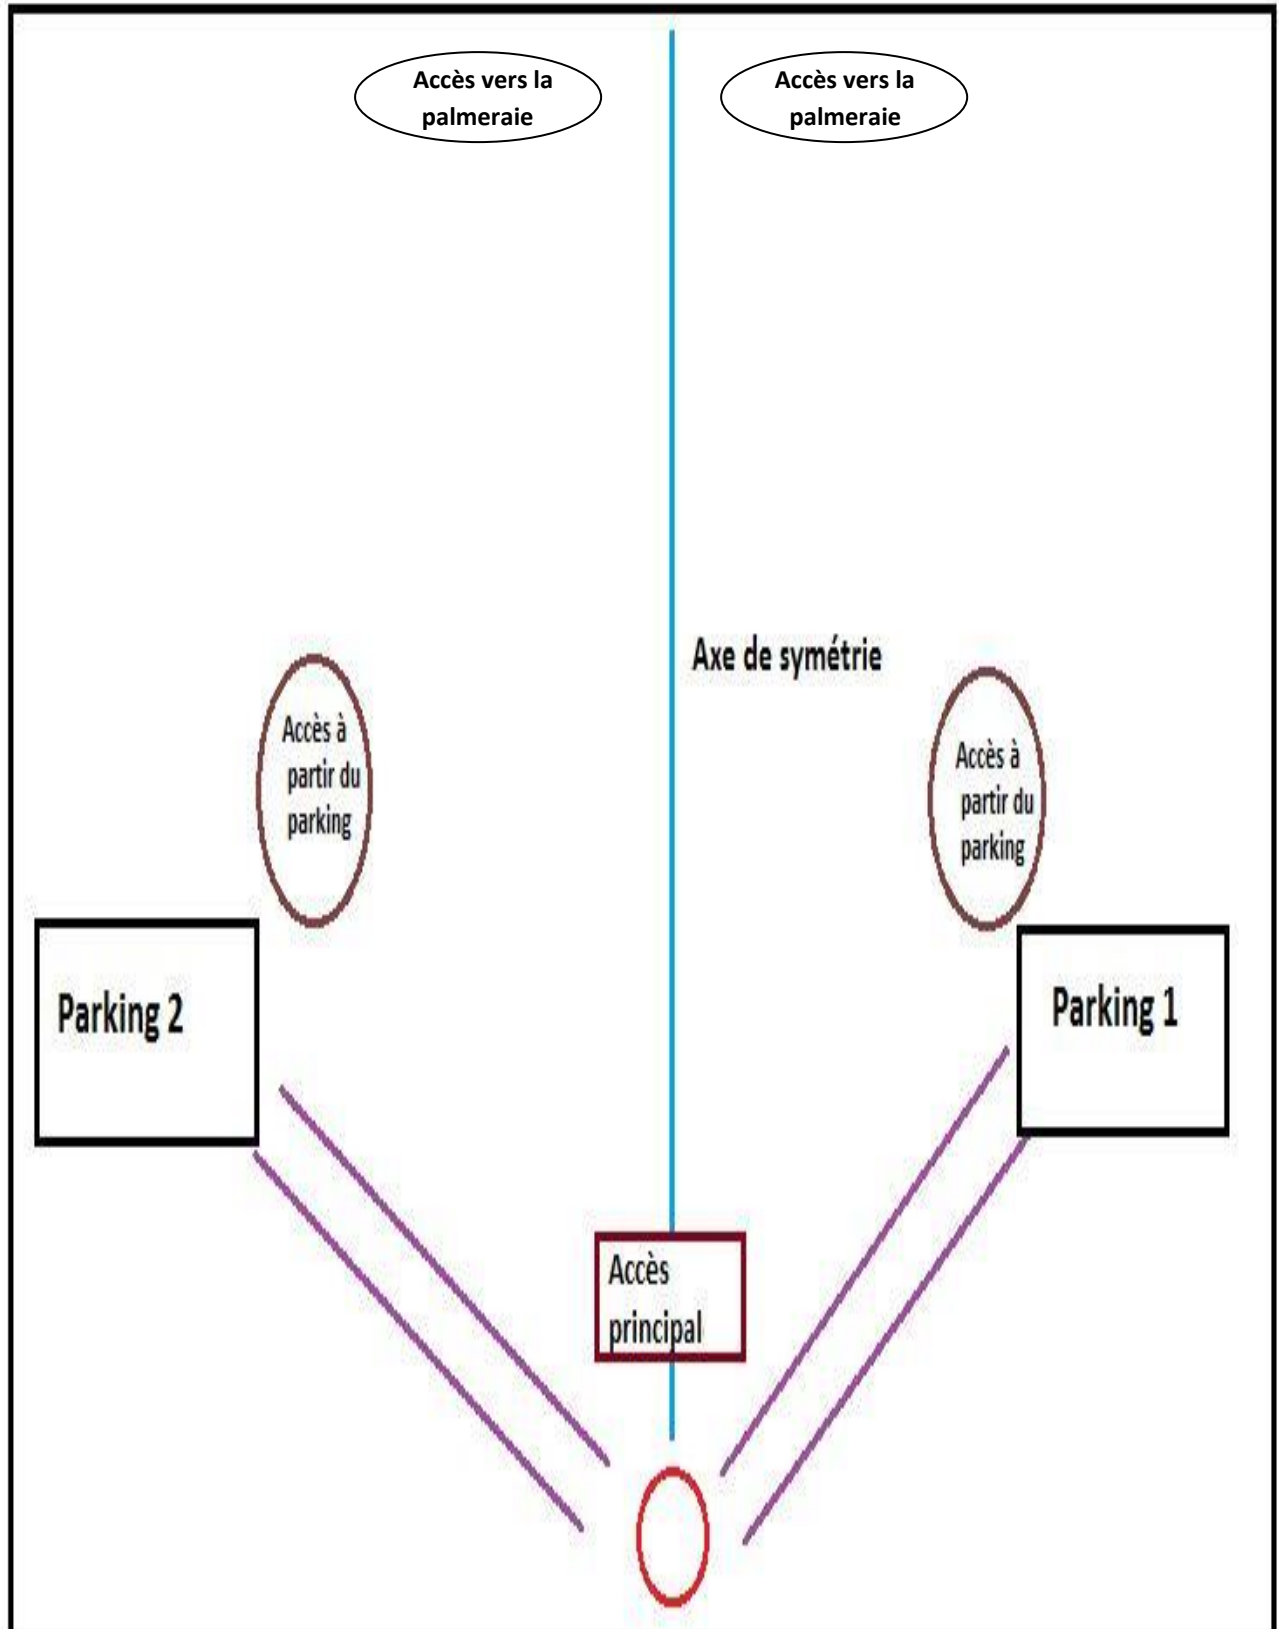 Accès vers la
palmeraie
Accès vers la
palmeraie
Axe de symétrie
Accès à
partir du
parking
Accès à
partir du
parking
Parking 2
Parking 1
Accès
principal